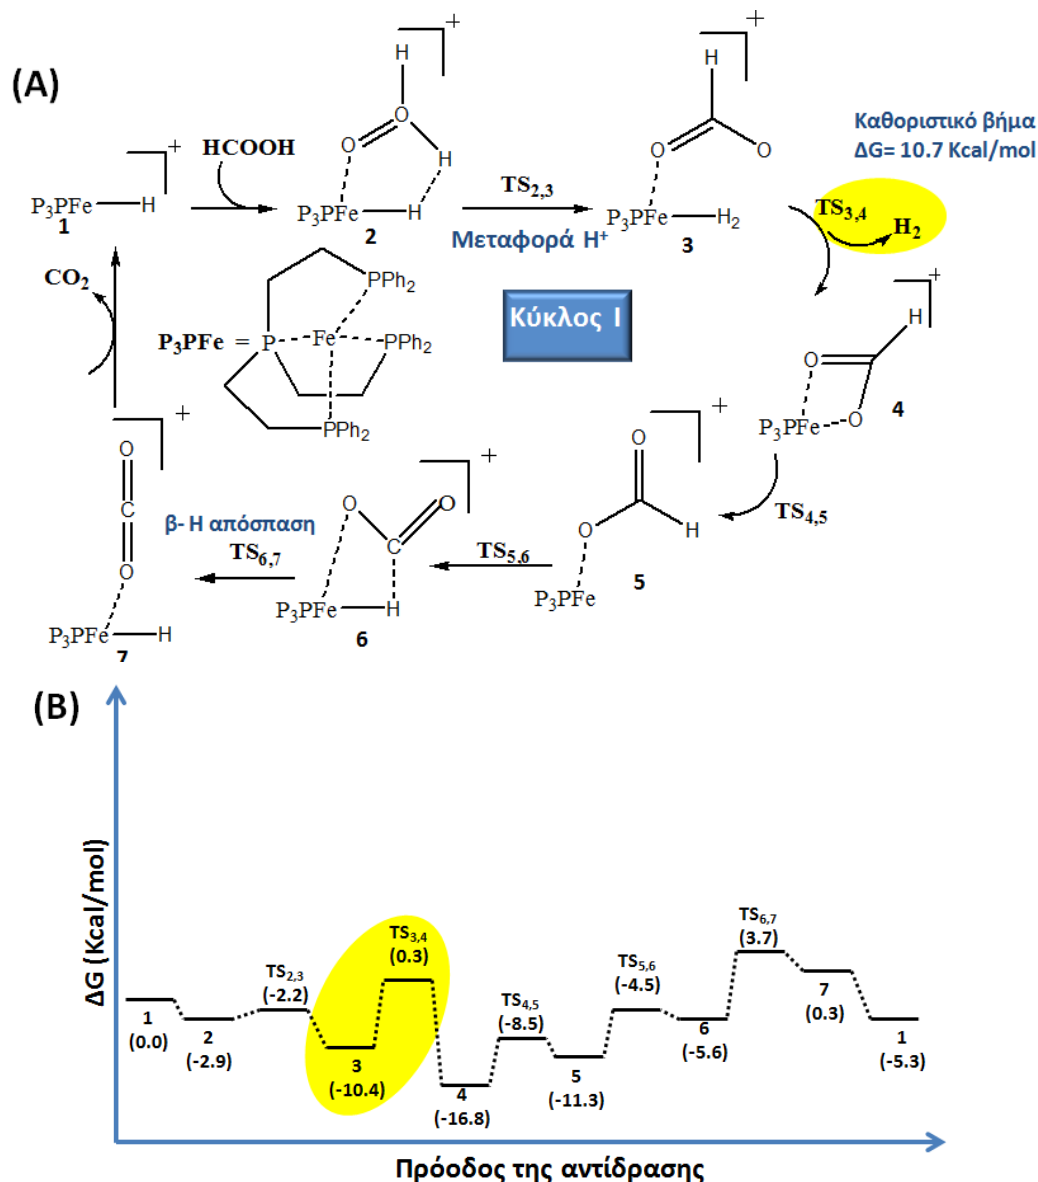 (A)
HCOOH
P₃PFe H +
1
H +
O O
H
P₃PFe H
2
TS₂,₃
Μεταφορά H⁺
H +
O
O
P₃PFe H₂
3
Καθοριστικό βήμα
ΔG= 10.7 Kcal/mol
TS₃,₄
H₂
CO₂
Κύκλος I
P₃PFe = P Fe PPh₂
PPh₂
PPh₂
H +
O
P₃PFe O
4
TS₄,₅
O +
O H
P₃PFe
5
TS₅,₆
O O +
C
P₃PFe H
6
β- Η απόσπαση
TS₆,₇
O +
C
O
P₃PFe H
7
(B)
ΔG (Kcal/mol)
1
(0.0)
2
(-2.9)
TS₂,₃
(-2.2)
3
(-10.4)
TS₃,₄
(0.3)
4
(-16.8)
TS₄,₅
(-8.5)
5
(-11.3)
TS₅,₆
(-4.5)
6
(-5.6)
TS₆,₇
(3.7)
7
(0.3)
1
(-5.3)
Πρόοδος της αντίδρασης